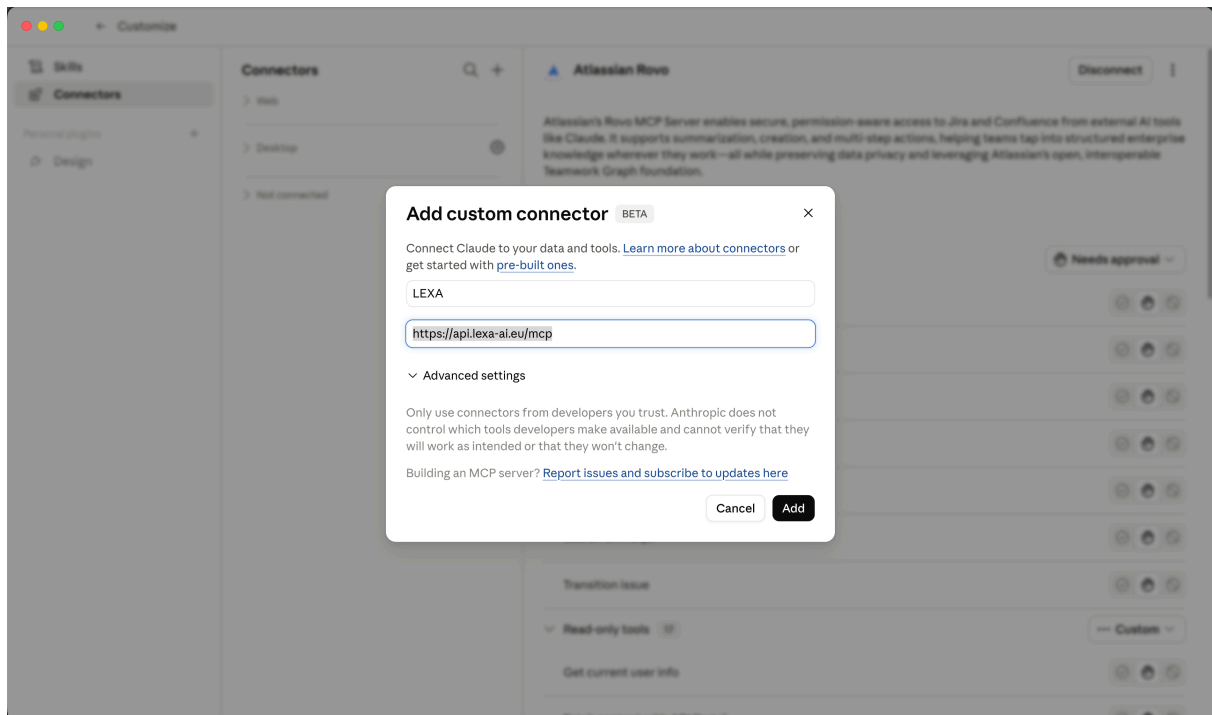 Customize
Skills
Connectors
Personal plugins
Design
Connectors
Web
Desktop
Not connected
Atlassian Rovo
Disconnect
Atlassian's Rovo MCP Server enables secure, permission-aware access to Jira and Confluence from external AI tools
like Claude. It supports summarization, creation, and multi-step actions, helping teams tap into structured enterprise
knowledge wherever they work—all while preserving data privacy and leveraging Atlassian's open, interoperable
Teamwork Graph foundation.
Needs approval
Add custom connector BETA
Connect Claude to your data and tools. Learn more about connectors or
get started with pre-built ones.
LEXA
https://api.lexa-ai.eu/mcp
Advanced settings
Only use connectors from developers you trust. Anthropic does not
control which tools developers make available and cannot verify that they
will work as intended or that they won't change.
Building an MCP server? Report issues and subscribe to updates here
Cancel Add
Transition issue
Read-only tools
Custom
Get current user info